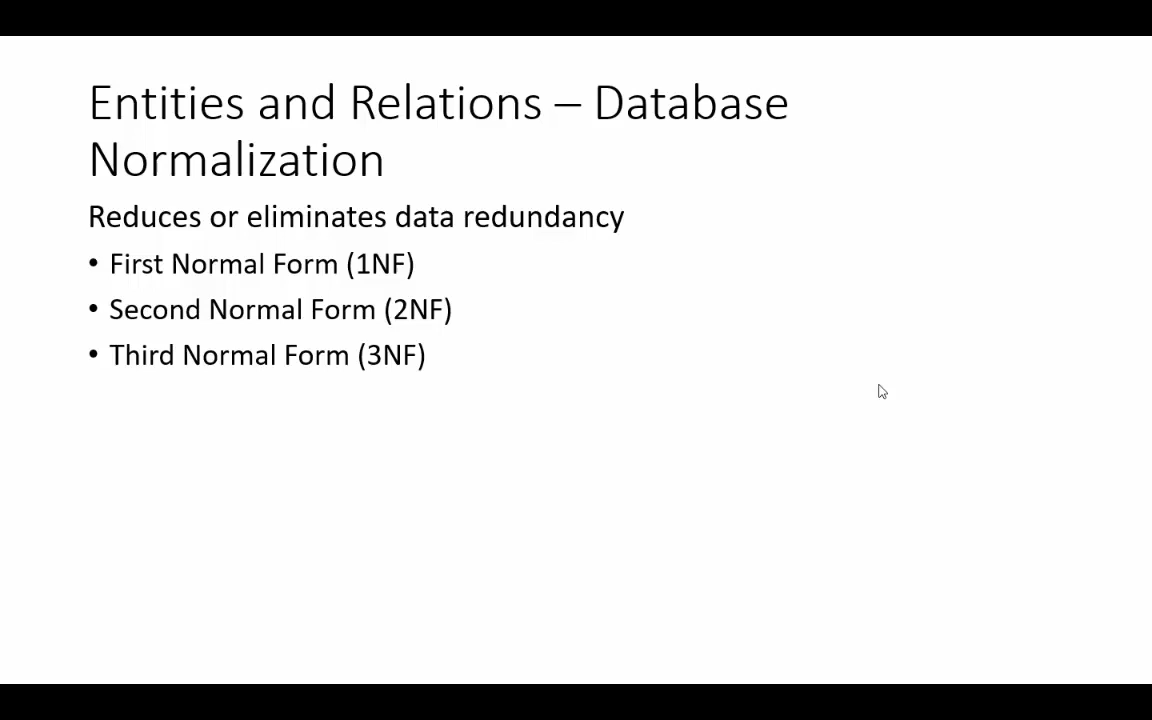 Entities and Relations – Database
Normalization
Reduces or eliminates data redundancy
• First Normal Form (1NF)
• Second Normal Form (2NF)
• Third Normal Form (3NF)